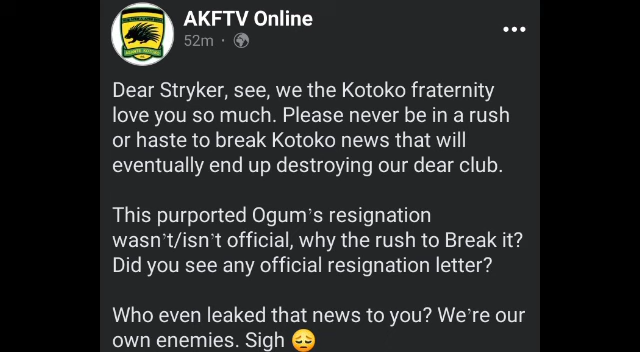 AKFTV Online
52m ·
Dear Stryker, see, we the Kotoko fraternity
love you so much. Please never be in a rush
or haste to break Kotoko news that will
eventually end up destroying our dear club.
This purported Ogum's resignation
wasn't/isn't official, why the rush to Break it?
Did you see any official resignation letter?
Who even leaked that news to you? We're our
own enemies. Sigh 😔